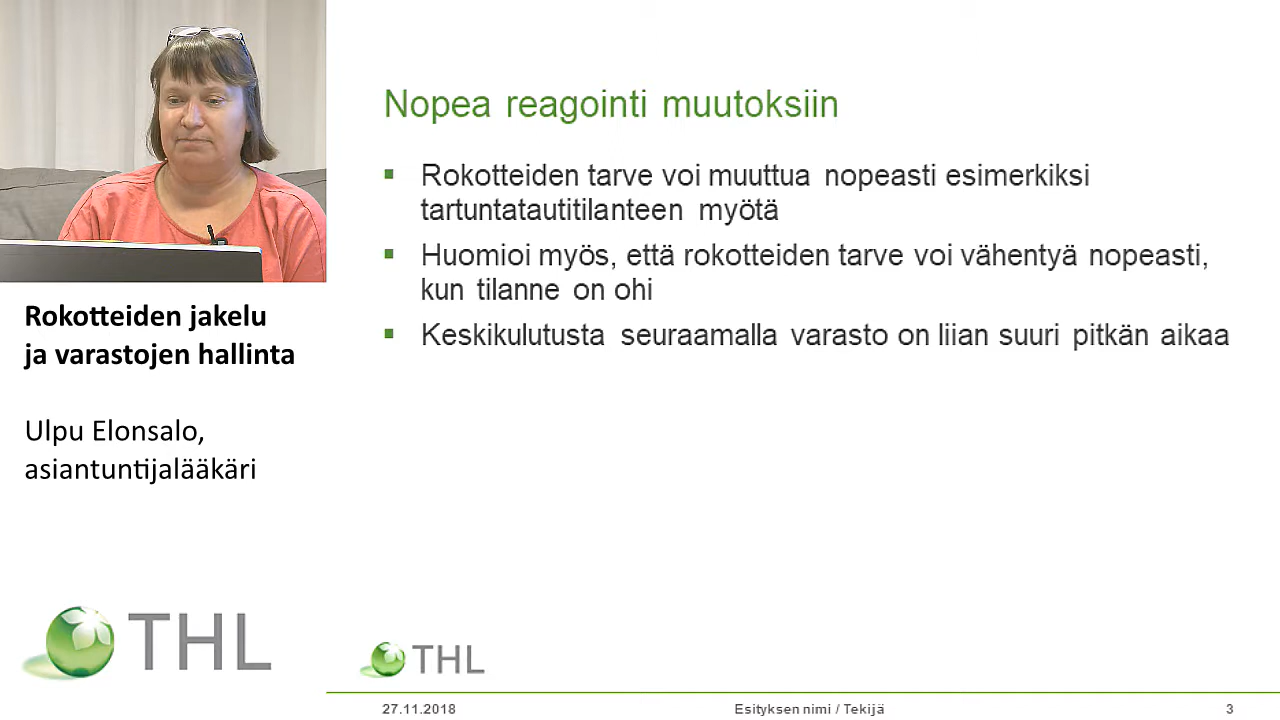 Nopea reagointi muutoksiin
Rokotteiden tarve voi muuttua nopeasti esimerkiksi
tartuntatautitilanteen myötä
Huomioi myös, että rokotteiden tarve voi vähentyä nopeasti,
kun tilanne on ohi
Keskikulutusta seuraamalla varasto on liian suuri pitkän aikaa
Rokotteiden jakelu
ja varastojen hallinta
Ulpu Elonsalo,
asiantuntijalääkäri
THL
THL
27.11.2018 Esityksen nimi / Tekijä 3